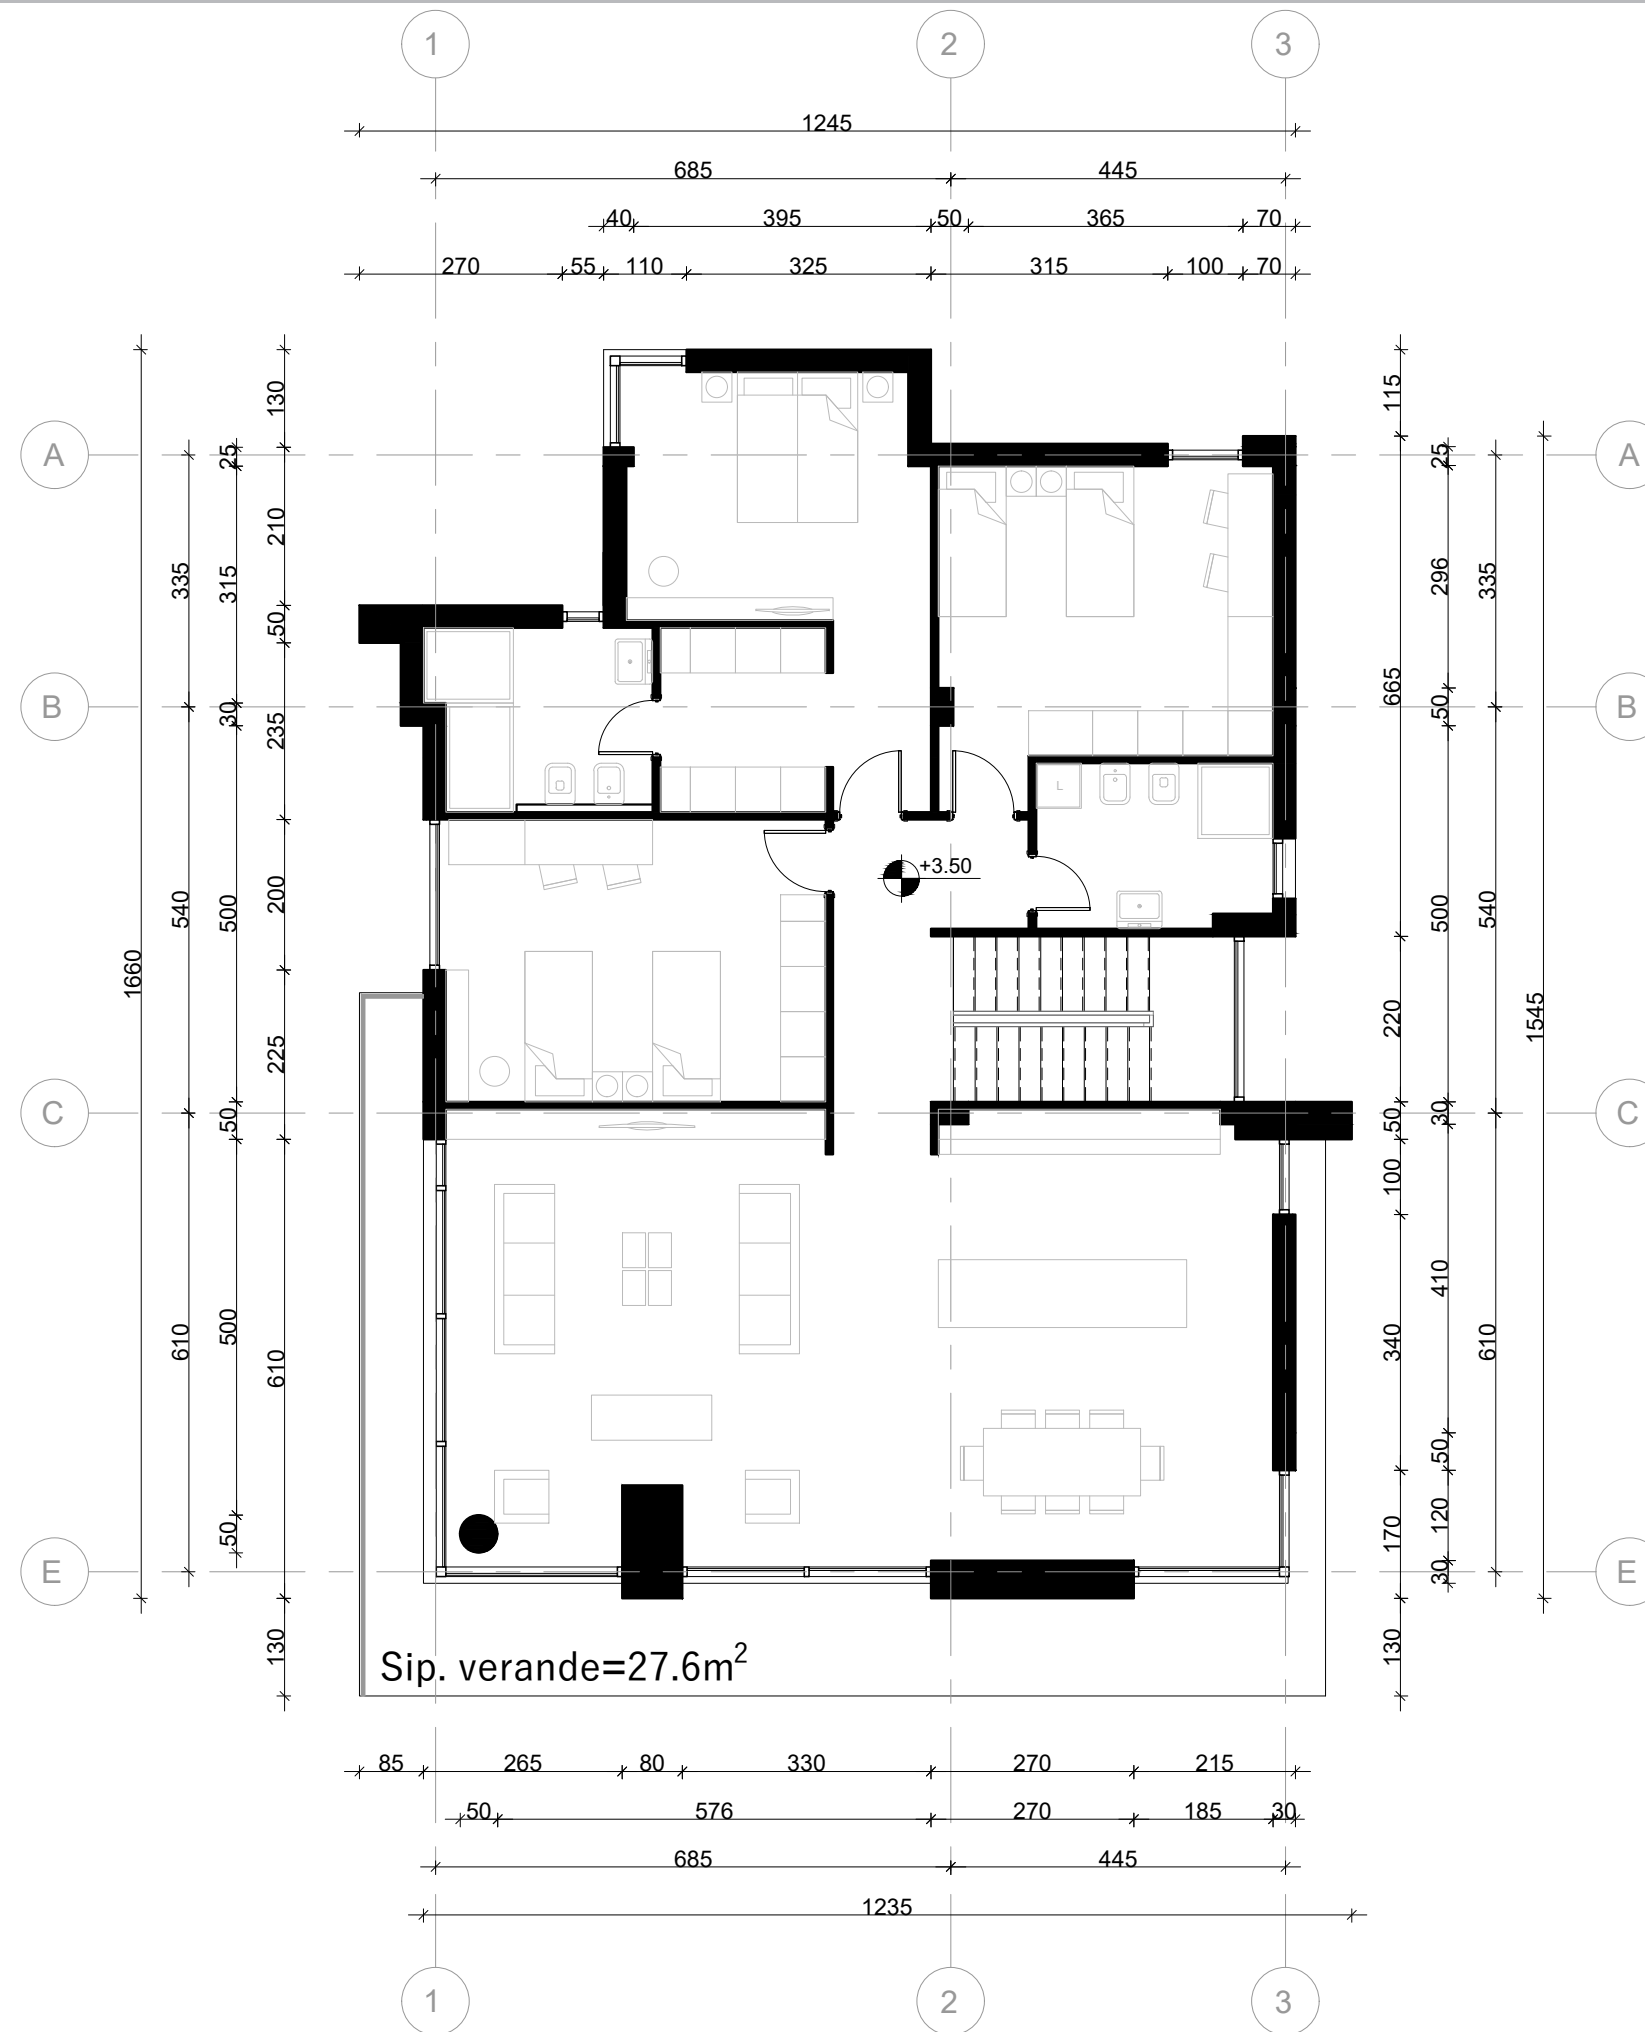 1 2 3
1245
685 445
40 395 50 365 70
270 55 110 325 315 100 70
130 115
A 25 25 A
210
335 315 296 335
50 665
B 30 235 50 B
L
+3.50
540 500 200 500 540
1660
225 220 1545
C 50 50 30 C
100
410
610 500 610 340 610
50 50
120
170
E 30 E
130 130
Sip. verande=27.6m²
85 265 80 330 270 215
50 576 270 185 30
685 445
1235
1 2 3